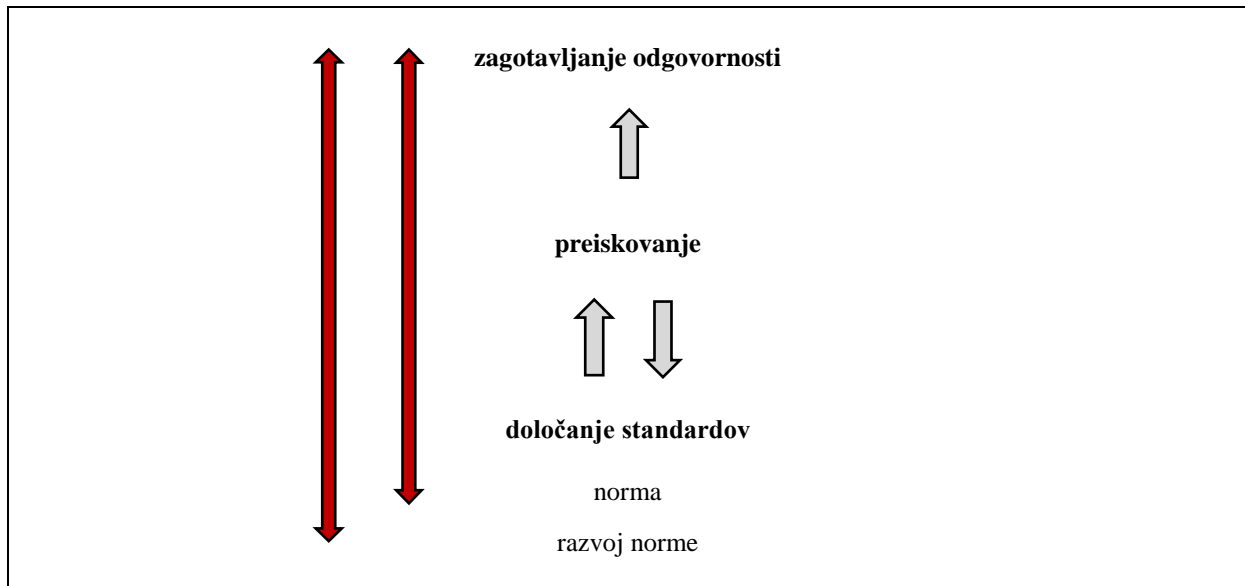 zagotavljanje odgovornosti
preiskovanje
določanje standardov
norma
razvoj norme